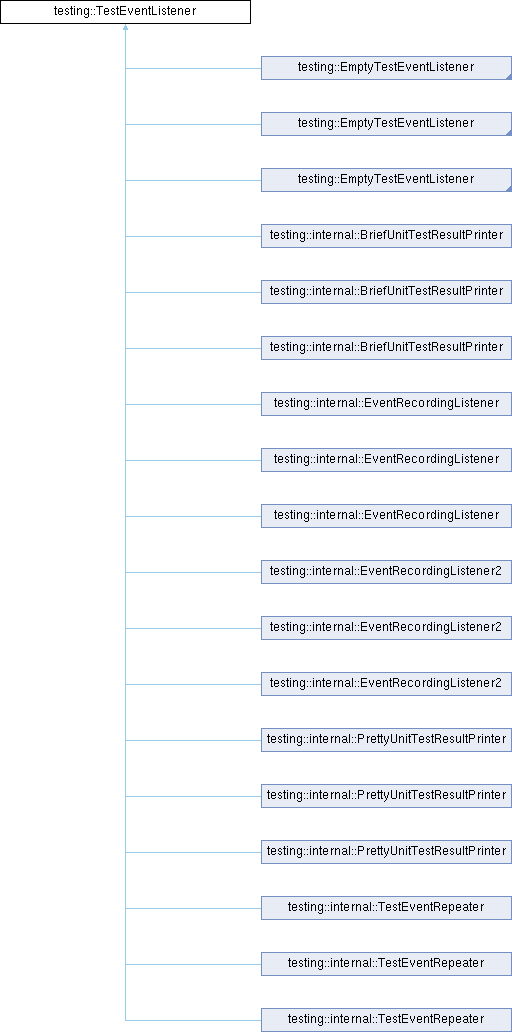 testing::TestEventListener
testing::EmptyTestEventListener
testing::EmptyTestEventListener
testing::EmptyTestEventListener
testing::internal::BriefUnitTestResultPrinter
testing::internal::BriefUnitTestResultPrinter
testing::internal::BriefUnitTestResultPrinter
testing::internal::EventRecordingListener
testing::internal::EventRecordingListener
testing::internal::EventRecordingListener
testing::internal::EventRecordingListener2
testing::internal::EventRecordingListener2
testing::internal::EventRecordingListener2
testing::internal::PrettyUnitTestResultPrinter
testing::internal::PrettyUnitTestResultPrinter
testing::internal::PrettyUnitTestResultPrinter
testing::internal::TestEventRepeater
testing::internal::TestEventRepeater
testing::internal::TestEventRepeater